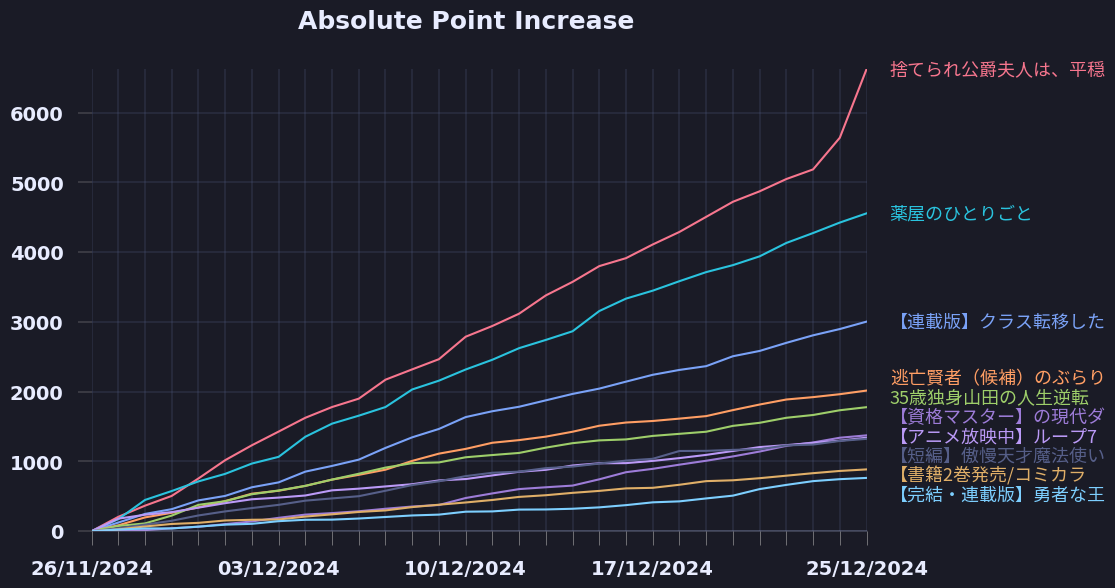 Absolute Point Increase
捨てられ公爵夫人は、平穏
6000
5000
薬屋のひとりごと
4000
3000
【連載版】クラス転移した
逃亡賢者（候補）のぶらり
2000
35歳独身山田の人生逆転
【資格マスター】の現代ダ
【アニメ放映中】ループ7
【短編】傲慢天才魔法使い
1000
【書籍2巻発売/コミカラ
【完結・連載版】勇者な王
0
26/11/2024
03/12/2024
10/12/2024
17/12/2024
25/12/2024